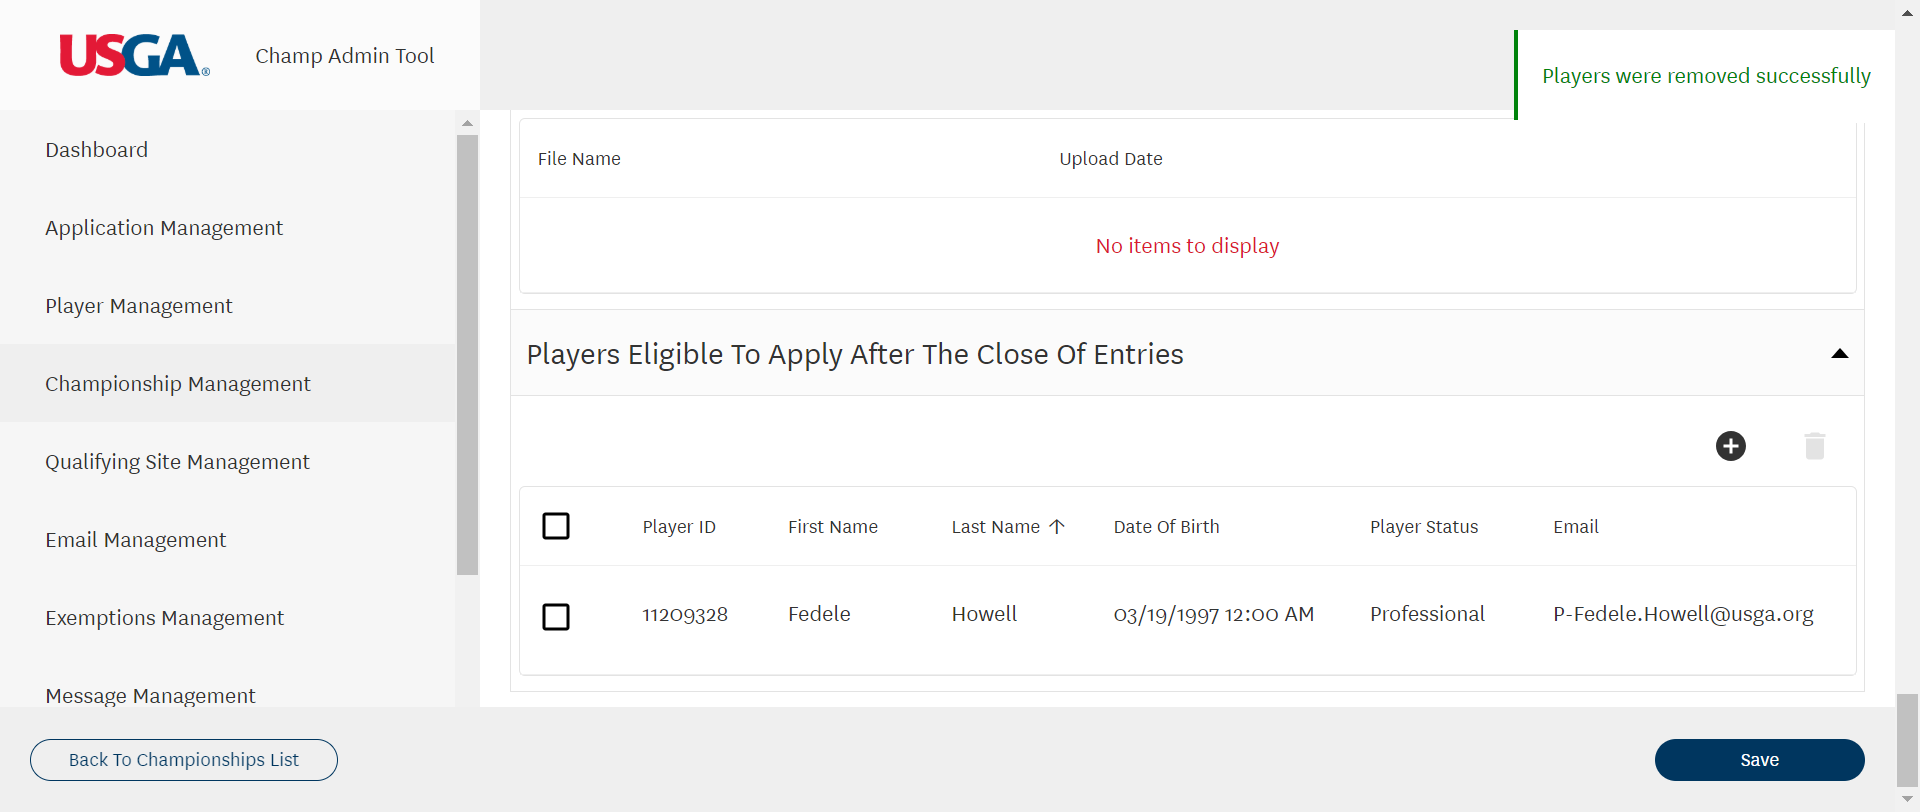 USGA®
Champ Admin Tool
Players were removed successfully
Dashboard
Application Management
Player Management
Championship Management
Qualifying Site Management
Email Management
Exemptions Management
Message Management
File Name Upload Date
No items to display
Players Eligible To Apply After The Close Of Entries
Player ID First Name Last Name ↑ Date Of Birth Player Status Email
11209328 Fedele Howell 03/19/1997 12:00 AM Professional P-Fedele.Howell@usga.org
Back To Championships List
Save